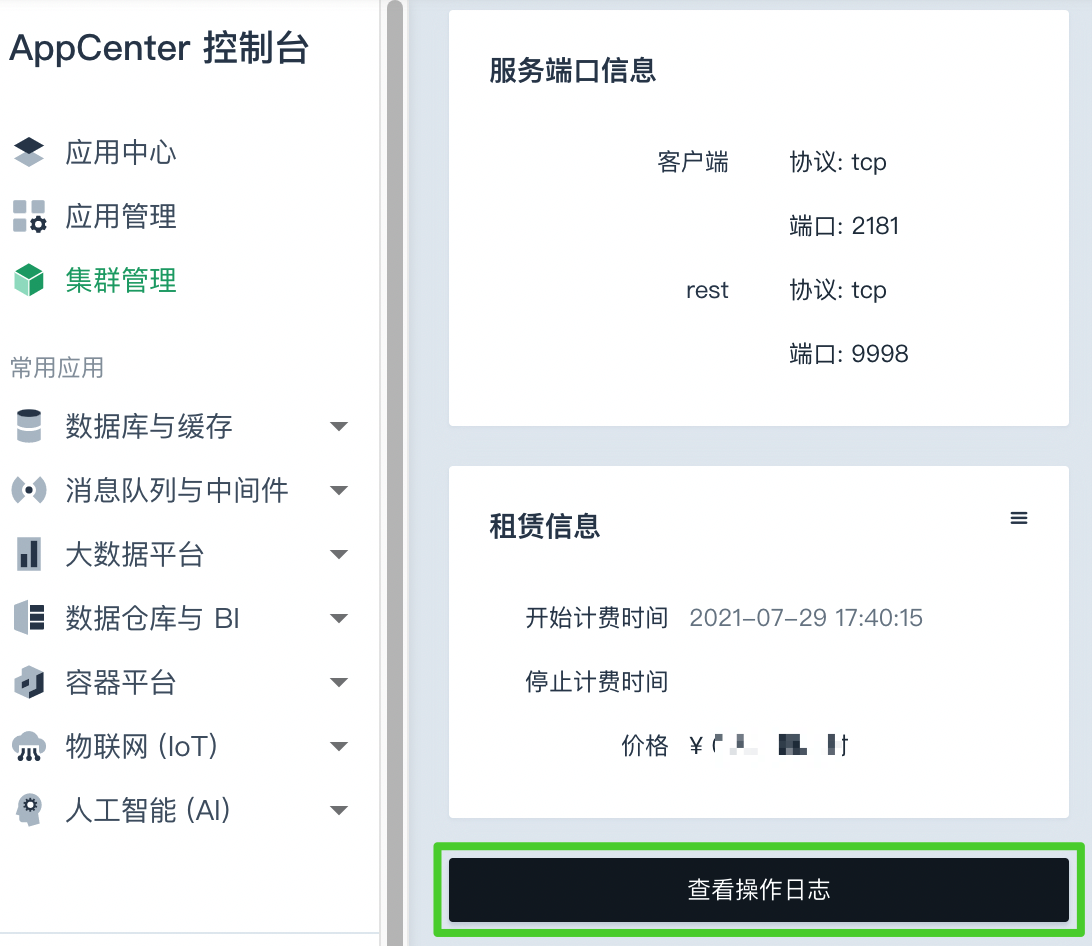 AppCenter 控制台
应用中心
应用管理
集群管理
常用应用
数据库与缓存
消息队列与中间件
大数据平台
数据仓库与 BI
容器平台
物联网 (IoT)
人工智能 (AI)
服务端口信息
客户端 协议: tcp
端口: 2181
rest 协议: tcp
端口: 9998
租赁信息
开始计费时间 2021-07-29 17:40:15
停止计费时间
价格 ¥
查看操作日志